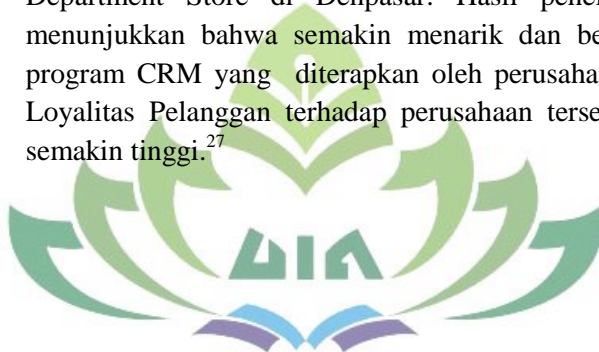 Department Store di Denpasar. Hasil
menunjukkan bahwa semakin menarik dan
program CRM yang diterapkan oleh
Loyalitas Pelanggan terhadap perusahaan
semakin tinggi.²⁷
UIN